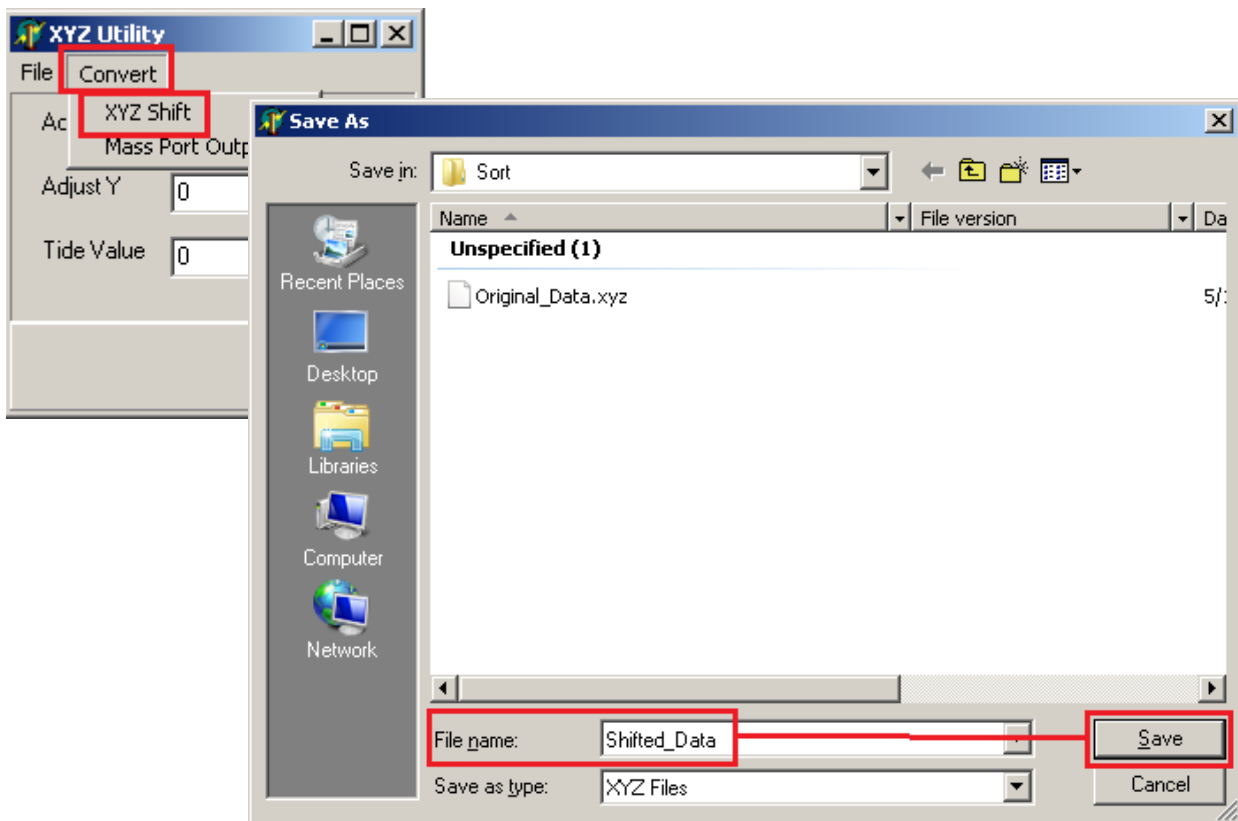 XYZ Utility
File Convert
XYZ Shift
Mass Port Outp
Adjust Y 0
Tide Value 0
Save As
Save in: Sort
Name File version Da
Unspecified (1)
Original_Data.xyz 5/
Recent Places
Desktop
Libraries
Computer
Network
File name: Shifted_Data Save
Save as type: XYZ Files Cancel